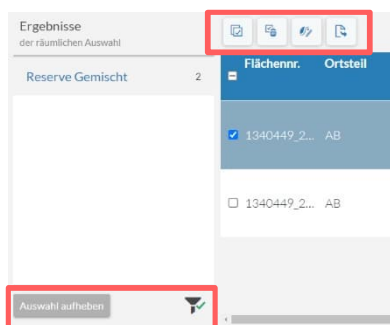 Ergebnisse
der räumlichen Auswahl
Reserve Gemischt 2
Flächennr. Ortsteil
1340449_2... AB
1340449_2... AB
Auswahl aufheben